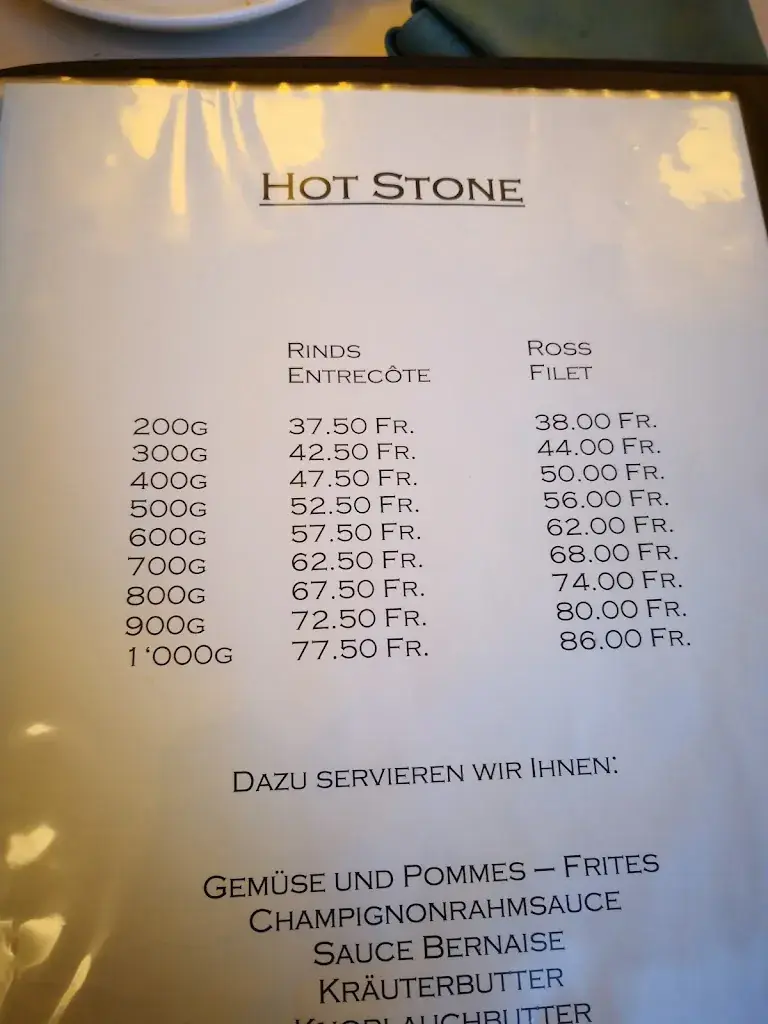 Hot Stone
Rinds Ross
Entrecôte Filet
200g 37.50 Fr. 38.00 Fr.
300g 42.50 Fr. 44.00 Fr.
400g 47.50 Fr. 50.00 Fr.
500g 52.50 Fr. 56.00 Fr.
600g 57.50 Fr. 62.00 Fr.
700g 62.50 Fr. 68.00 Fr.
800g 67.50 Fr. 74.00 Fr.
900g 72.50 Fr. 80.00 Fr.
1‘000g 77.50 Fr. 86.00 Fr.
Dazu servieren wir Ihnen:
Gemüse und Pommes – Frites
Champignonrahmsauce
Sauce Bernaise
Kräuterbutter
Knoblauchbutter